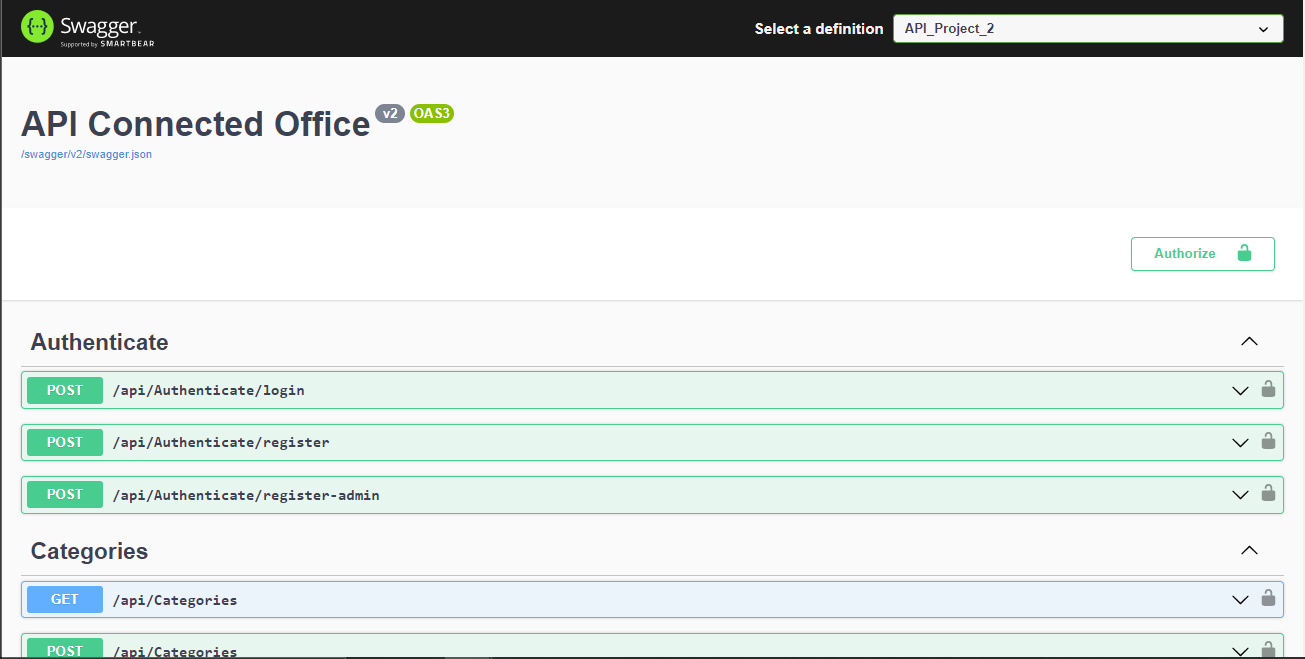 {···} Swagger.
Supported by SMARTBEAR
Select a definition API_Project_2
API Connected Office v2 OAS3
/swagger/v2/swagger.json
Authorize
Authenticate
POST /api/Authenticate/login
POST /api/Authenticate/register
POST /api/Authenticate/register-admin
Categories
GET /api/Categories
POST /api/Categories